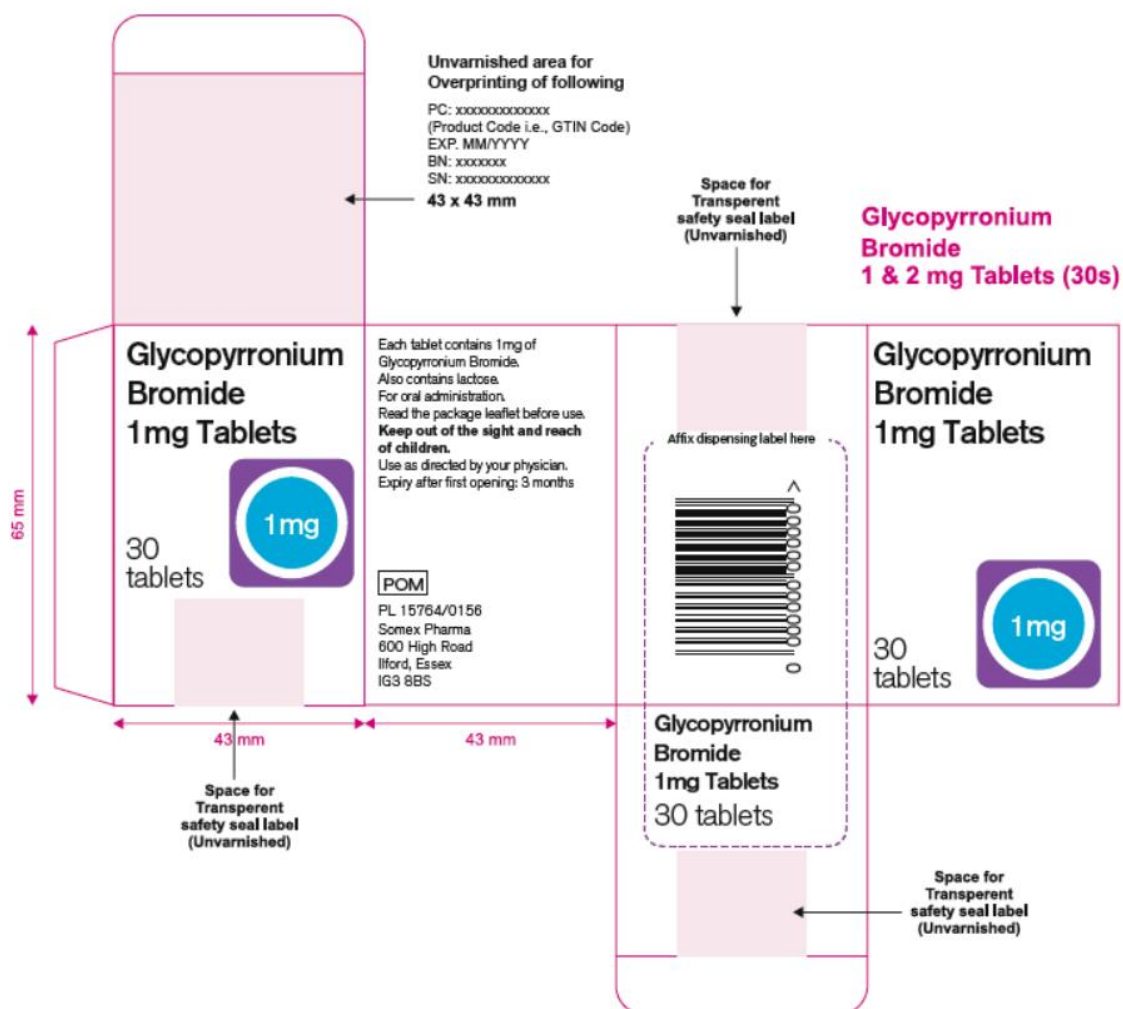 Unvarnished area for
Overprinting of following
PC: xxxxxxxxxxxxx
(Product Code i.e., GTIN Code)
EXP. MM/YYYY
BN: xxxxxxx
SN: xxxxxxxxxxxxx
43 x 43 mm
Space for
Transperent
safety seal label
(Unvarnished)
Glycopyrronium
Bromide
1 & 2 mg Tablets (30s)
65 mm
Glycopyrronium
Bromide
1mg Tablets
1mg
30
tablets
43 mm
Space for
Transperent
safety seal label
(Unvarnished)
Each tablet contains 1mg of
Glycopyrronium Bromide.
Also contains lactose.
For oral administration.
Read the package leaflet before use.
Keep out of the sight and reach
of children.
Use as directed by your physician.
Expiry after first opening: 3 months
POM
PL 15764/0156
Somex Pharma
600 High Road
Ilford, Essex
IG3 8BS
43 mm
Affix dispensing label here
Glycopyrronium
Bromide
1mg Tablets
30 tablets
Space for
Transperent
safety seal label
(Unvarnished)
Glycopyrronium
Bromide
1mg Tablets
1mg
30
tablets